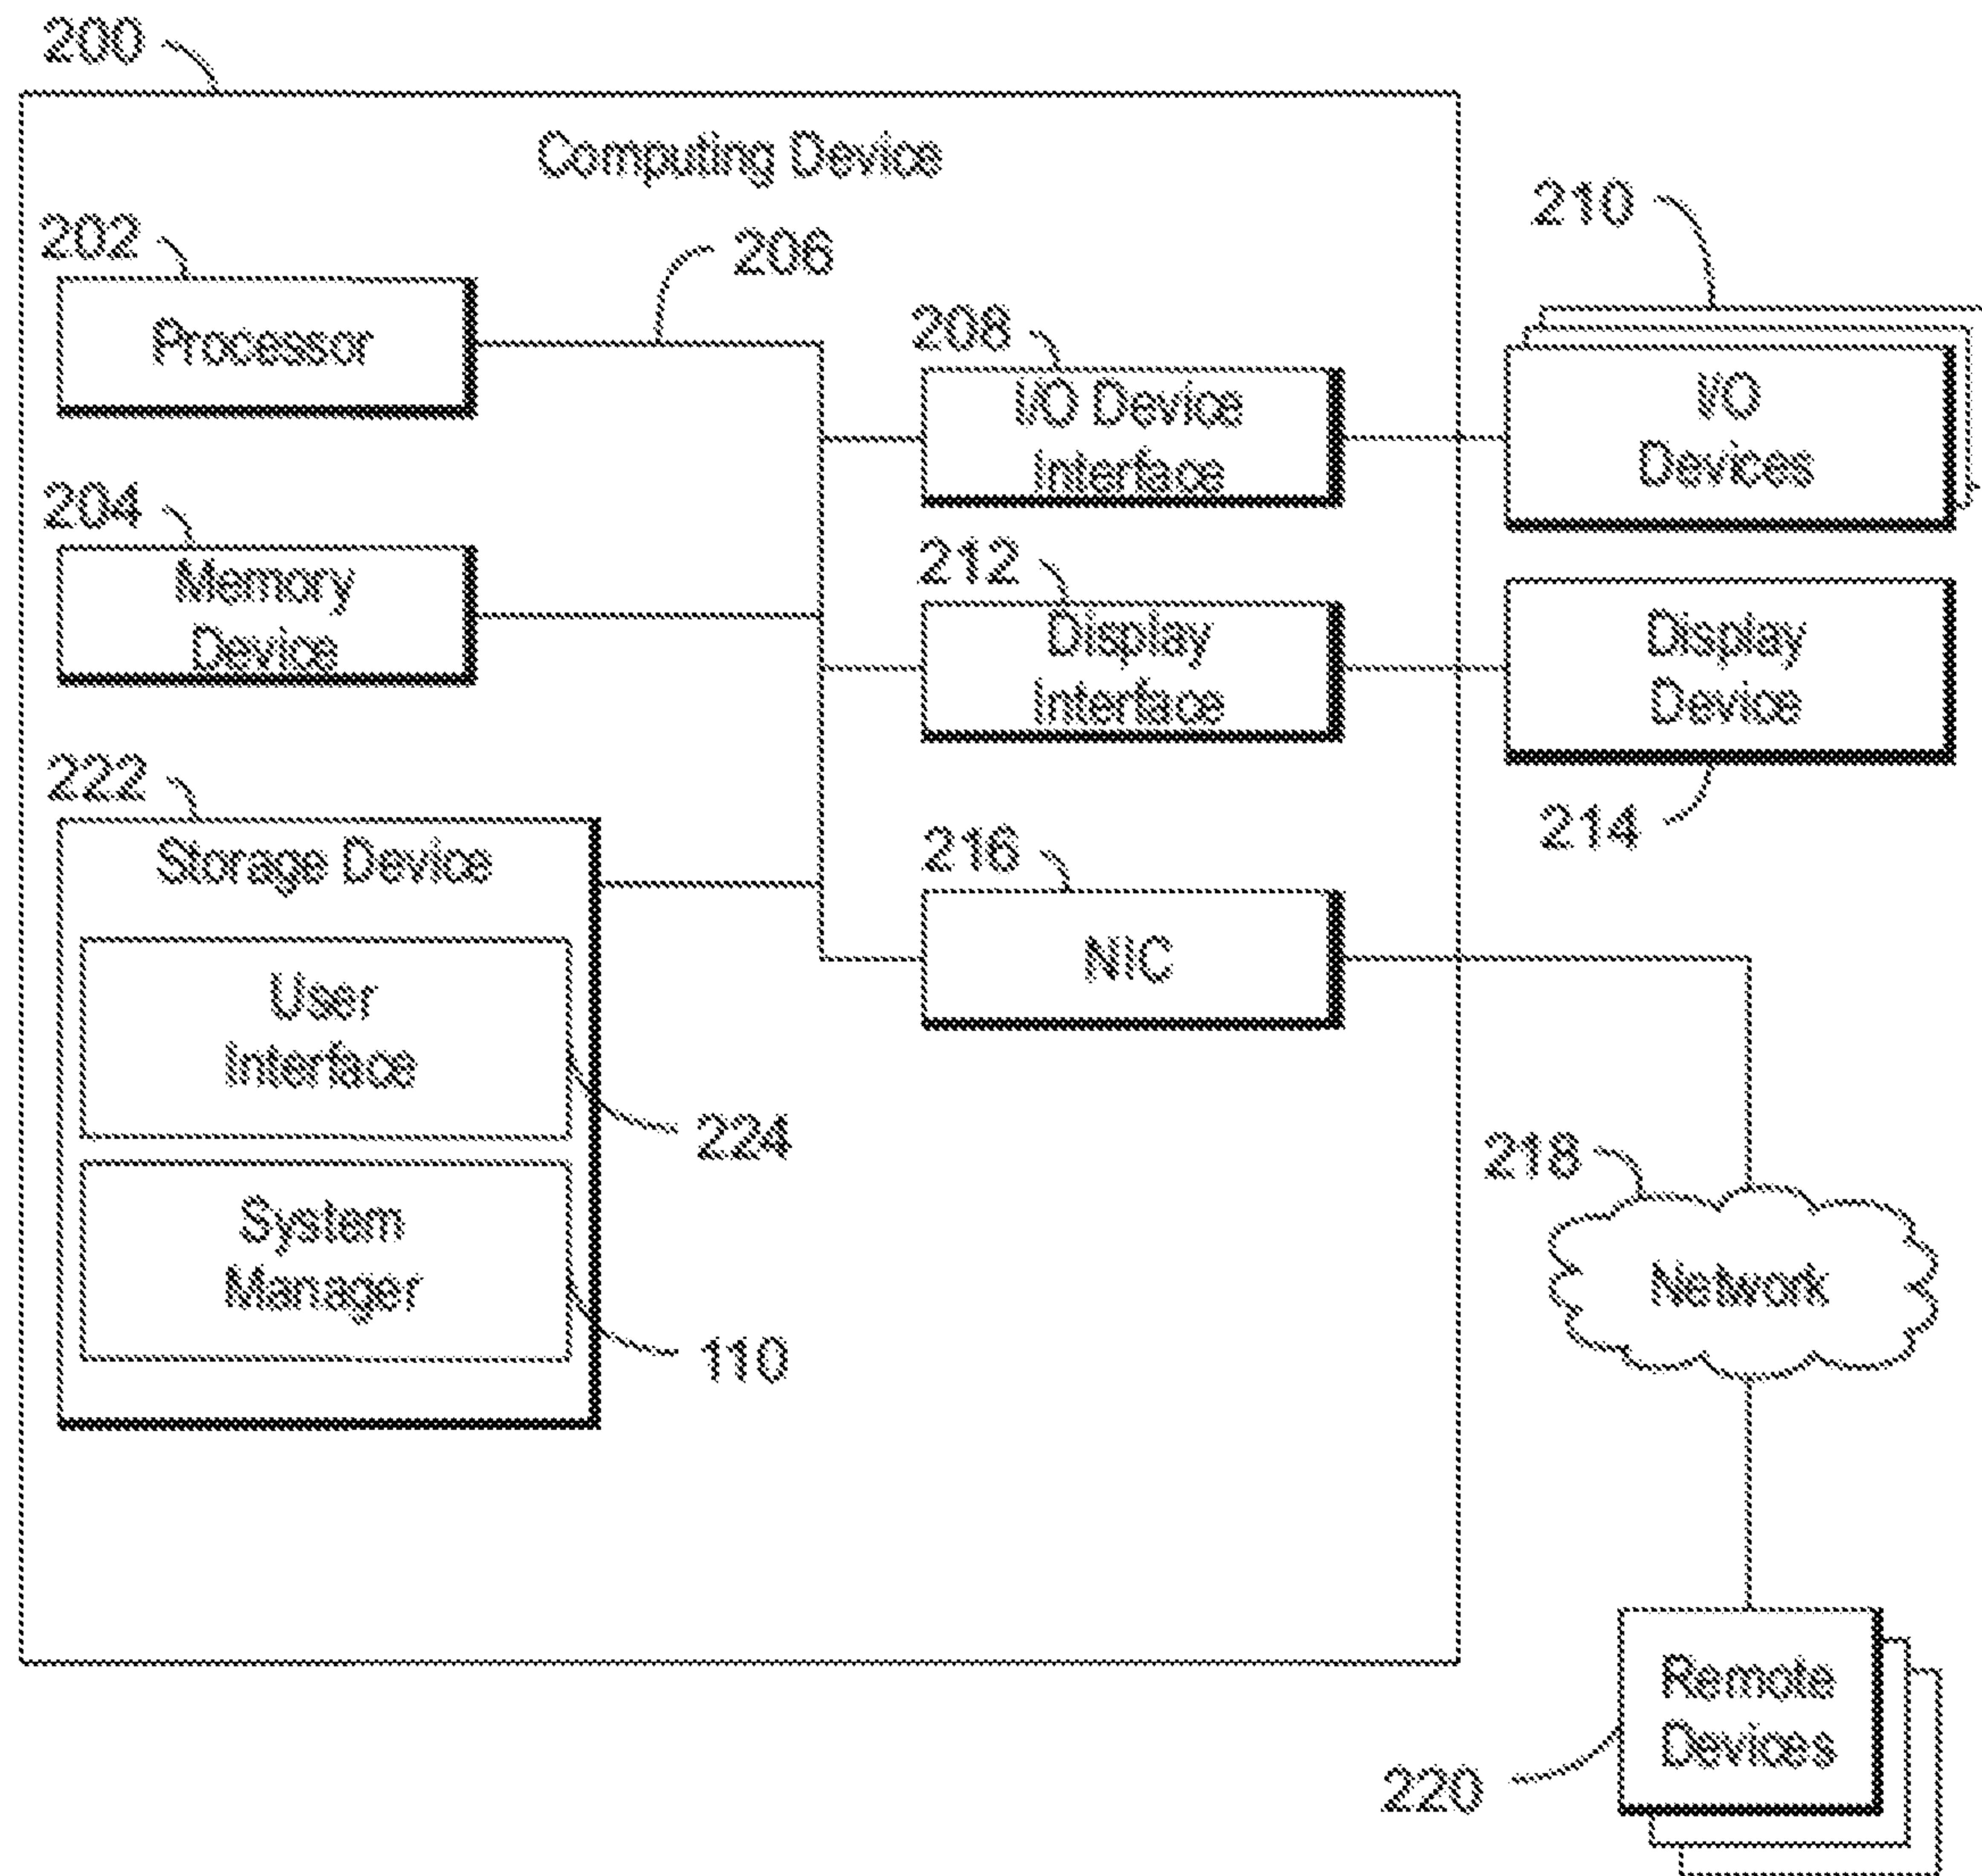 200
Computing Device
202
206
210
Processor
208
I/O Device
Interface
I/O
Devices
204
Memory
Device
212
Display
Interface
Display
Device
214
222
Storage Device
216
NIC
User
Interface
224
218
Network
System
Manager
110
Remote
Devices
220